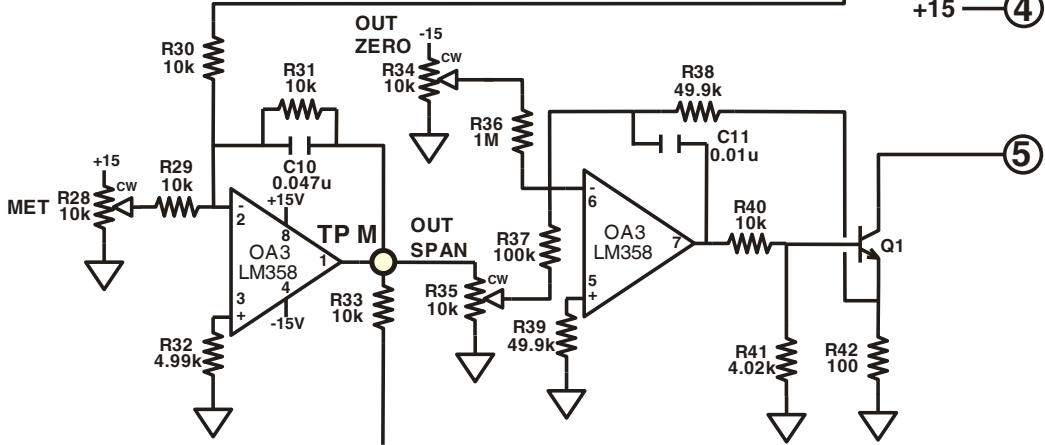 +15
4
OUT
ZERO
-15
R30
10k
R31
10k
R34
10k
CW
R38
49.9k
R36
1M
C11
0.01u
5
C10
0.047u
+15
R29
10k
MET
R28
10k
CW
+15V
-
2
8
OA3
LM358
1
4
3
+
-15V
TP M
OUT
SPAN
R37
100k
CW
R35
10k
R33
10k
-
6
OA3
LM358
7
5
+
R40
10k
Q1
R32
4.99k
R39
49.9k
R41
4.02k
R42
100